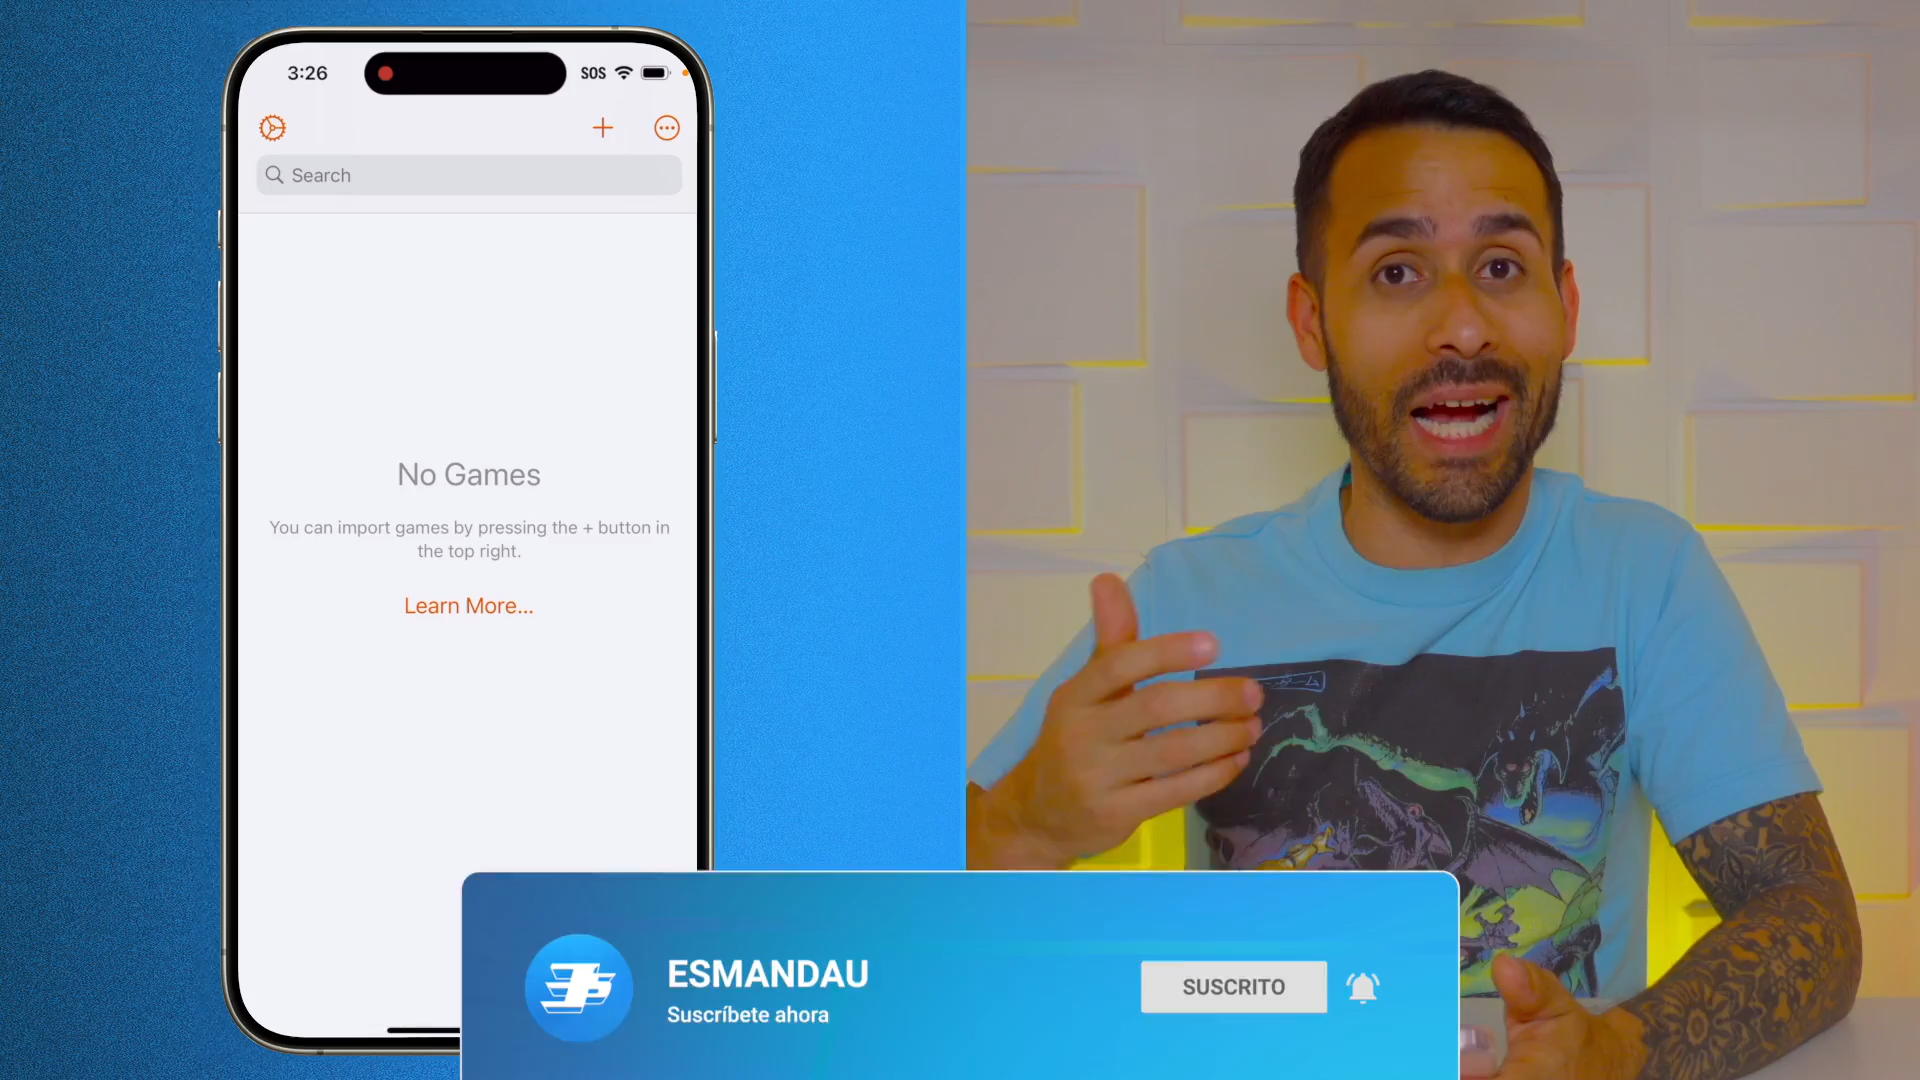 3:26
SOS
Search
No Games
You can import games by pressing the + button in
the top right.
Learn More...
ESMANDAU
Suscríbete ahora
SUSCRITO